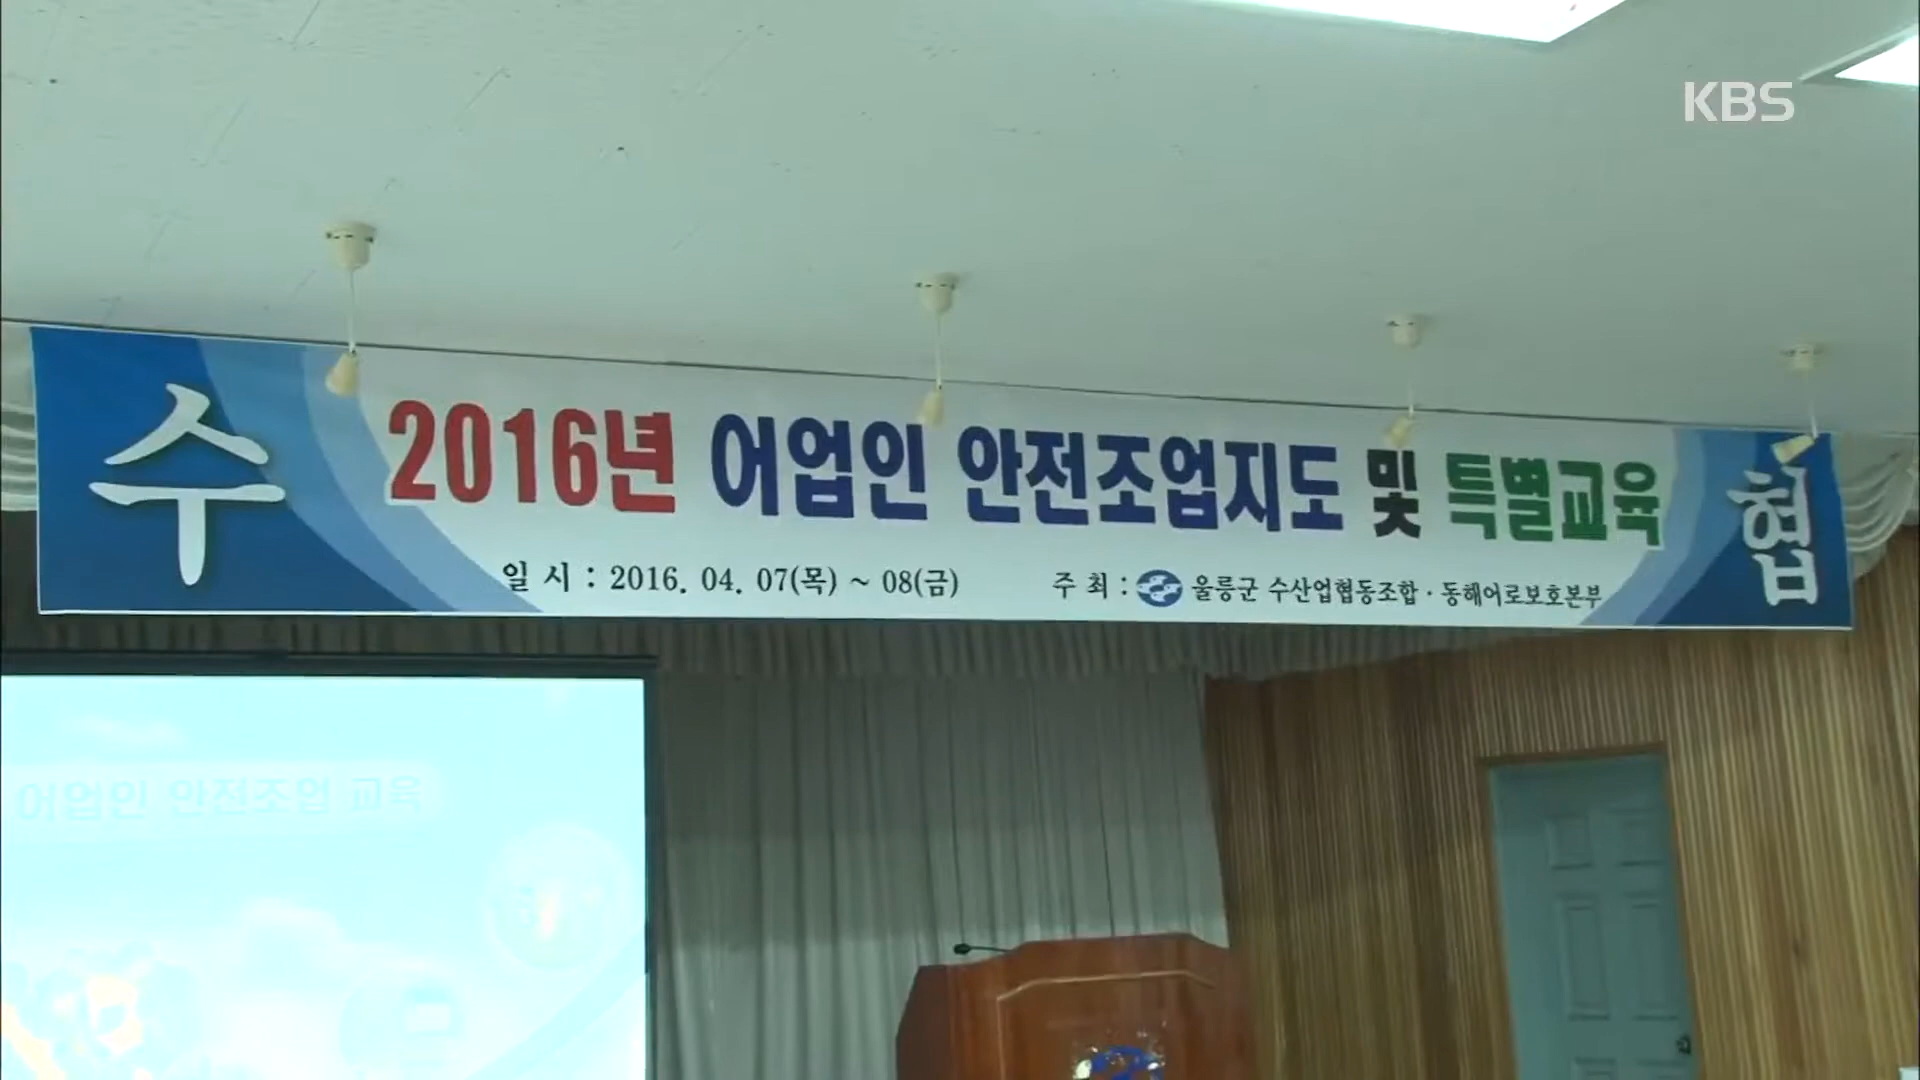 KBS
수 협
2016년 어업인 안전조업지도 및 특별교육
일 시 : 2016. 04. 07(목) ~ 08(금)
주 최 : 울릉군 수산업협동조합 · 동해어로보호본부
어업인 안전조업 교육